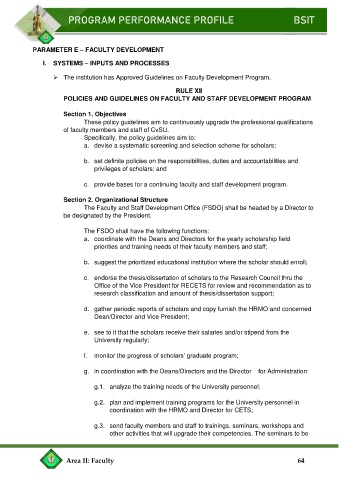 PROGRAM PERFORMANCE PROFILE BSIT
PARAMETER E – FACULTY DEVELOPMENT
I. SYSTEMS – INPUTS AND PROCESSES
➢ The institution has Approved Guidelines on Faculty Development Program.
RULE XII
POLICIES AND GUIDELINES ON FACULTY AND STAFF DEVELOPMENT PROGRAM
Section 1. Objectives
These policy guidelines aim to continuously upgrade the professional qualifications
of faculty members and staff of CvSU.
Specifically, the policy guidelines aim to:
a. devise a systematic screening and selection scheme for scholars;
b. set definite policies on the responsibilities, duties and accountabilities and
privileges of scholars; and
c. provide bases for a continuing faculty and staff development program.
Section 2. Organizational Structure
The Faculty and Staff Development Office (FSDO) shall be headed by a Director to
be designated by the President.
The FSDO shall have the following functions:
a. coordinate with the Deans and Directors for the yearly scholarship field
priorities and training needs of their faculty members and staff;
b. suggest the prioritized educational institution where the scholar should enroll;
c. endorse the thesis/dissertation of scholars to the Research Council thru the
Office of the Vice President for RECETS for review and recommendation as to
research classification and amount of thesis/dissertation support;
d. gather periodic reports of scholars and copy furnish the HRMO and concerned
Dean/Director and Vice President;
e. see to it that the scholars receive their salaries and/or stipend from the
University regularly;
f. monitor the progress of scholars' graduate program;
g. in coordination with the Deans/Directors and the Director for Administration:
g.1. analyze the training needs of the University personnel;
g.2. plan and implement training programs for the University personnel in
coordination with the HRMO and Director for CETS;
g.3. send faculty members and staff to trainings, seminars, workshops and
other activities that will upgrade their competencies. The seminars to be
Area II: Faculty 64